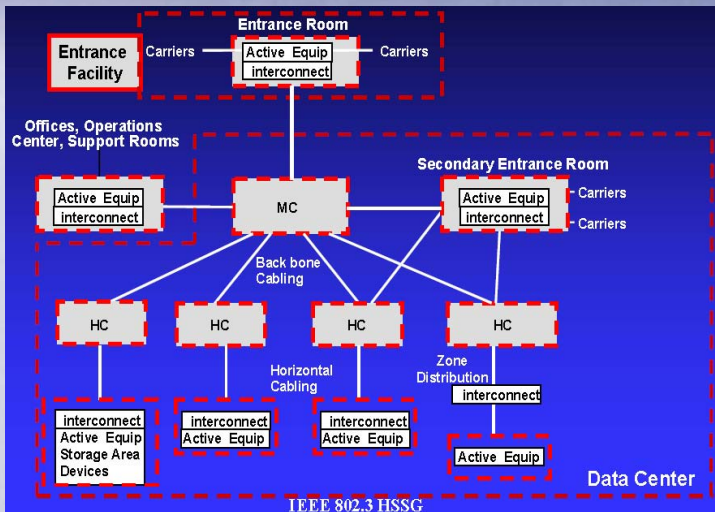 Entrance Room
Entrance
Facility
Carriers
Active Equip
interconnect
Carriers
Offices, Operations
Center, Support Rooms
Active Equip
interconnect
MC
Secondary Entrance Room
Active Equip
interconnect
Carriers
Carriers
Back bone
Cabling
HC
HC
HC
HC
Horizontal
Cabling
Zone
Distribution
interconnect
interconnect
Active Equip
Storage Area
Devices
interconnect
Active Equip
interconnect
Active Equip
Active Equip
Data Center
IEEE 802.3 HSSG